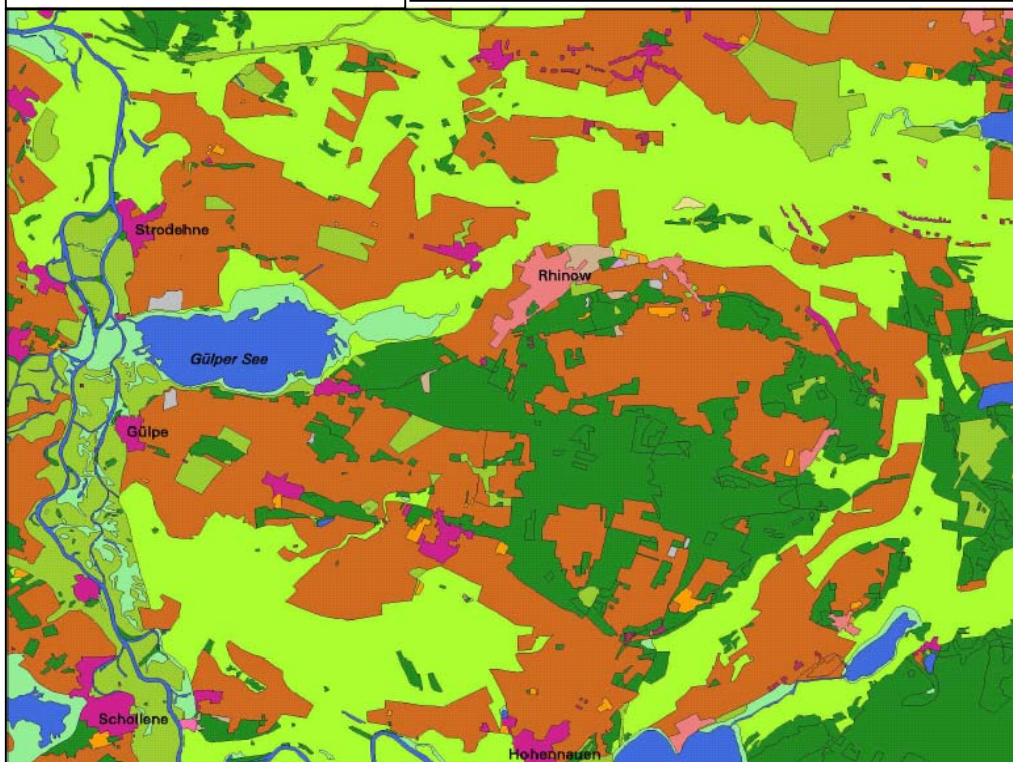 Strodehne
Rhinow
Gülper See
Gülpe
Schollene
Hohennauen